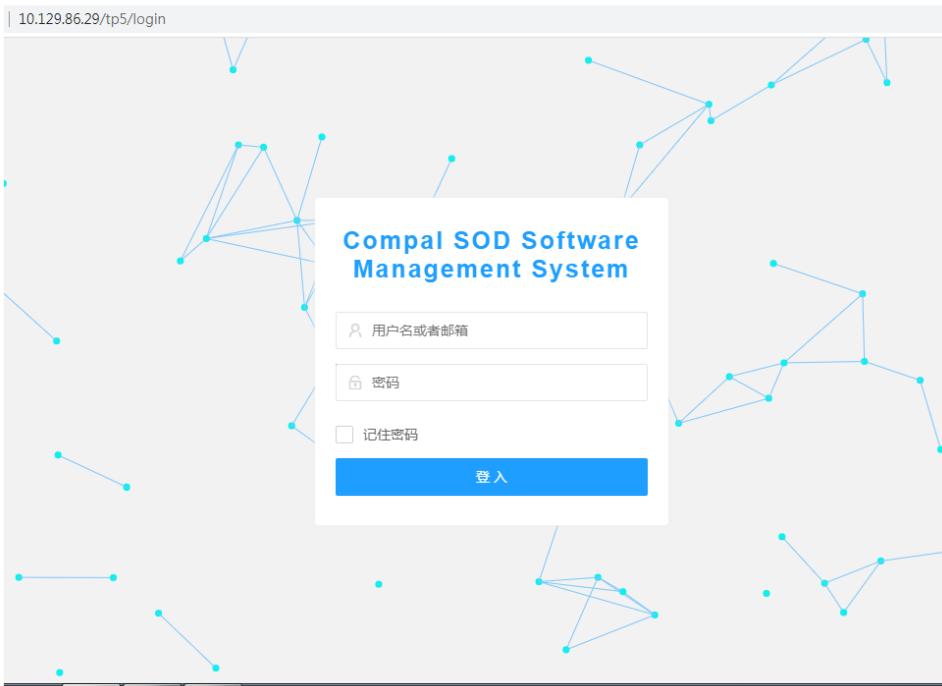 10.129.86.29/tp5/login
Compal SOD Software
Management System
用户名或者邮箱
密码
记住密码
登入